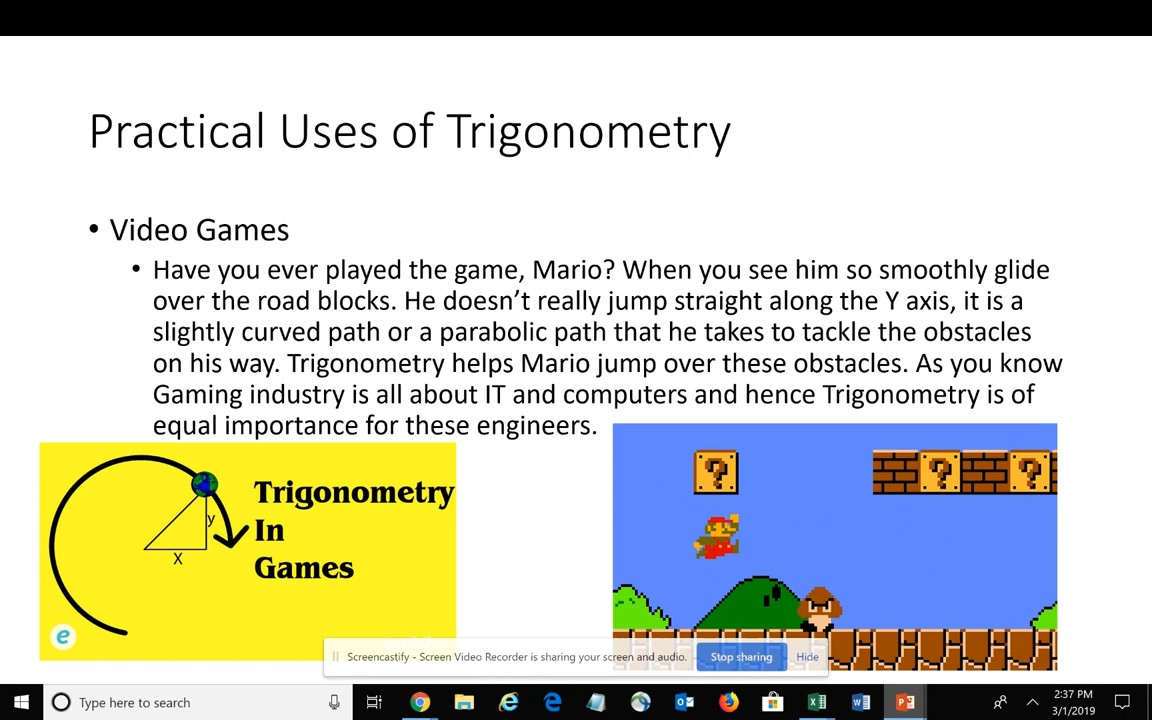 Practical Uses of Trigonometry
• Video Games
• Have you ever played the game, Mario? When you see him so smoothly glide
over the road blocks. He doesn’t really jump straight along the Y axis, it is a
slightly curved path or a parabolic path that he takes to tackle the obstacles
on his way. Trigonometry helps Mario jump over these obstacles. As you know
Gaming industry is all about IT and computers and hence Trigonometry is of
equal importance for these engineers.
Trigonometry
In
Games
y
X
e
? ? ?
Screencastify - Screen Video Recorder is sharing your screen and audio. Stop sharing Hide
Type here to search
2:37 PM
3/1/2019